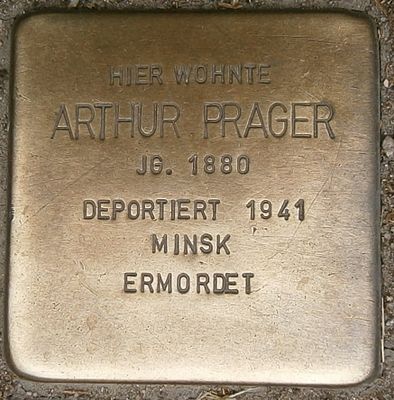 HIER WOHNTE
ARTHUR PRAGER
JG. 1880
DEPORTIERT 1941
MINSK
ERMORDET